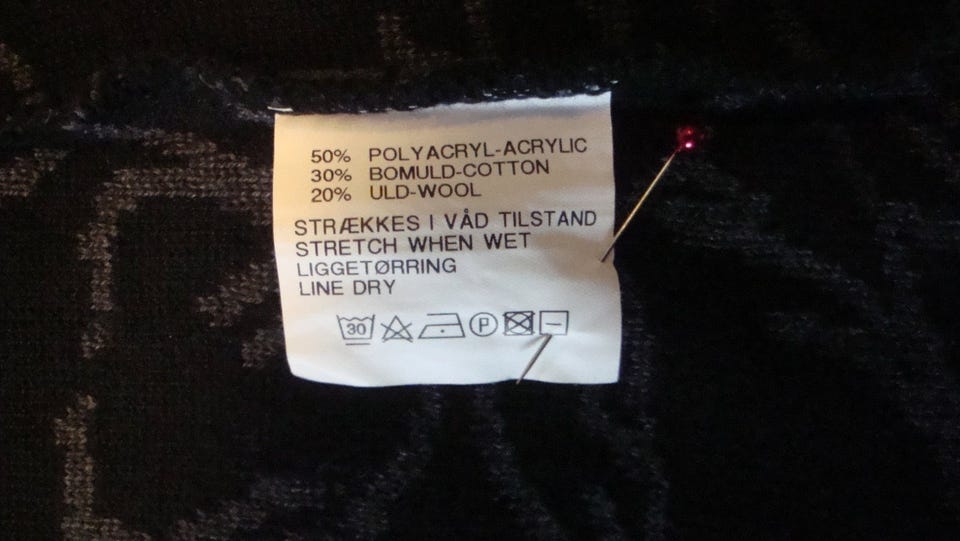 50% POLYACRYL-ACRYLIC
30% BOMULD-COTTON
20% ULD-WOOL
STRÆKKES I VÅD TILSTAND
STRETCH WHEN WET
LIGGETØRRING
LINE DRY
30 P